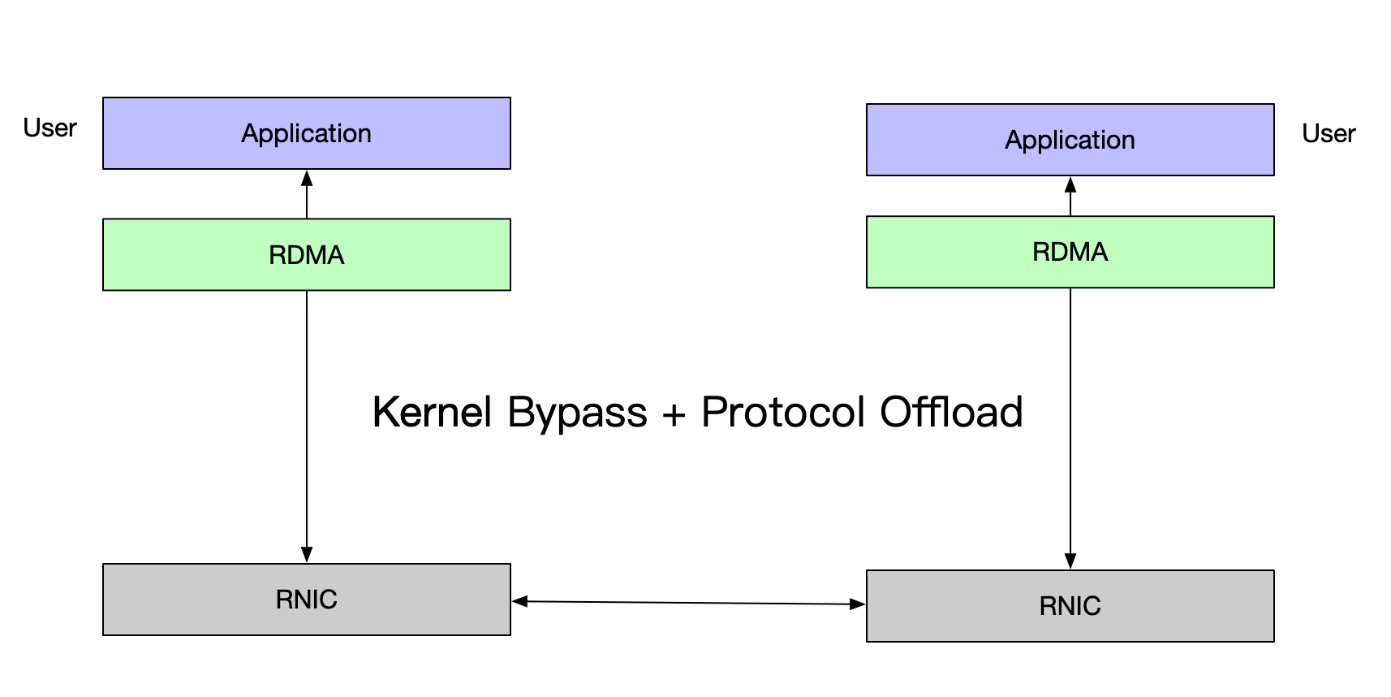 User
Application
Application
User
RDMA
RDMA
Kernel Bypass + Protocol Offload
RNIC
RNIC